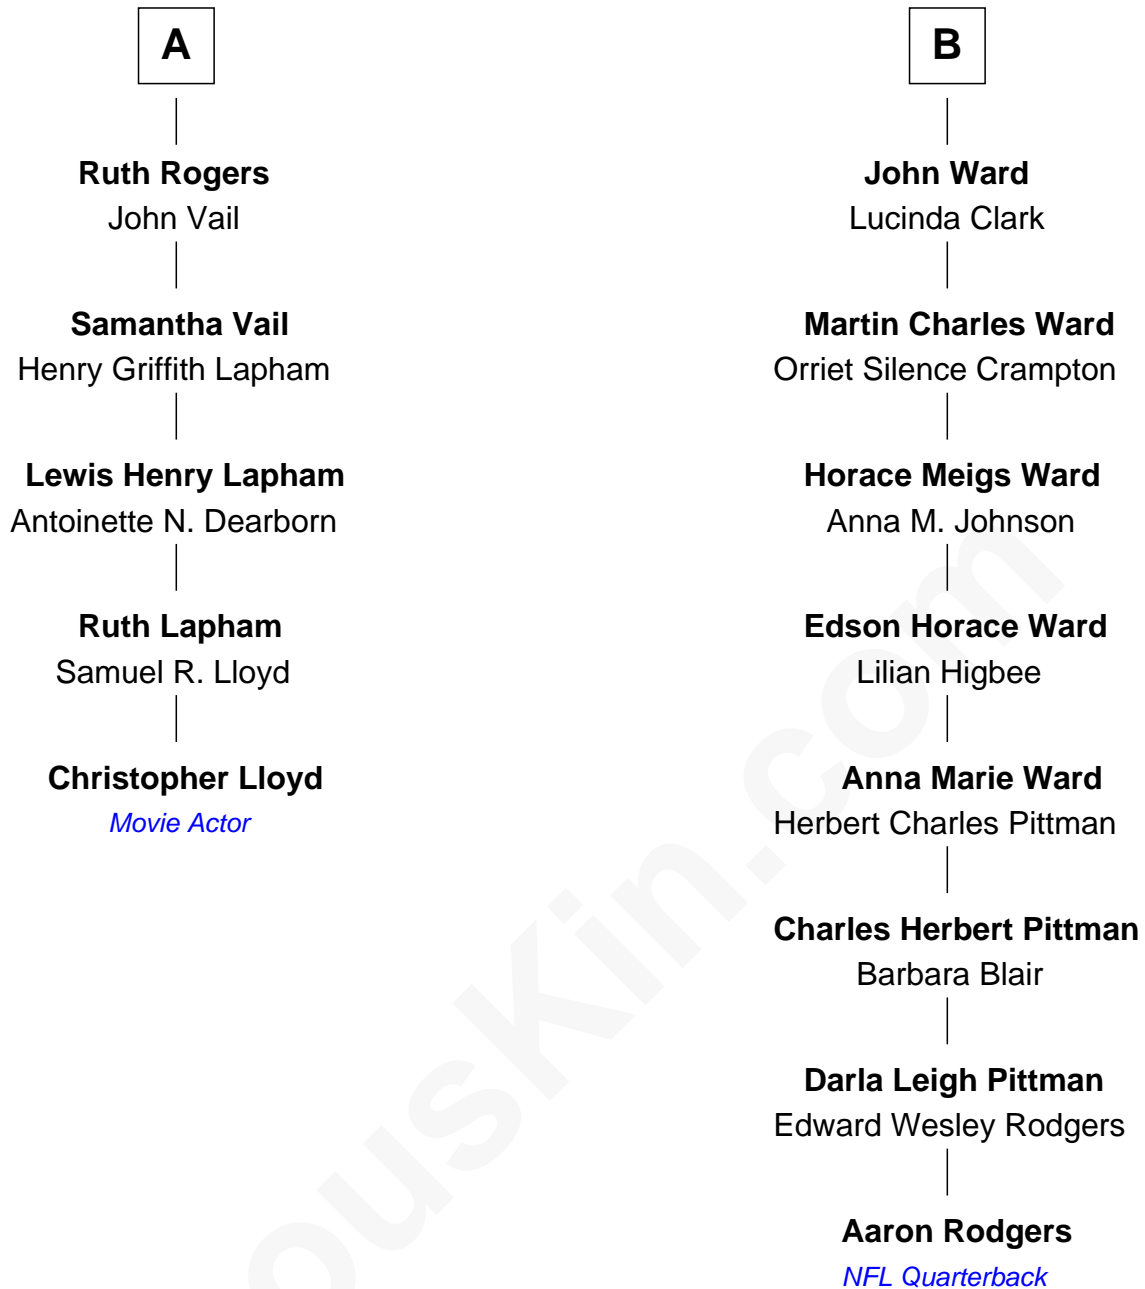 A
Ruth Rogers
John Vail
Samantha Vail
Henry Griffith Lapham
Lewis Henry Lapham
Antoinette N. Dearborn
Ruth Lapham
Samuel R. Lloyd
Christopher Lloyd
Movie Actor
B
John Ward
Lucinda Clark
Martin Charles Ward
Orriet Silence Crampton
Horace Meigs Ward
Anna M. Johnson
Edson Horace Ward
Lilian Higbee
Anna Marie Ward
Herbert Charles Pittman
Charles Herbert Pittman
Barbara Blair
Darla Leigh Pittman
Edward Wesley Rodgers
Aaron Rodgers
NFL Quarterback
ousKin.com